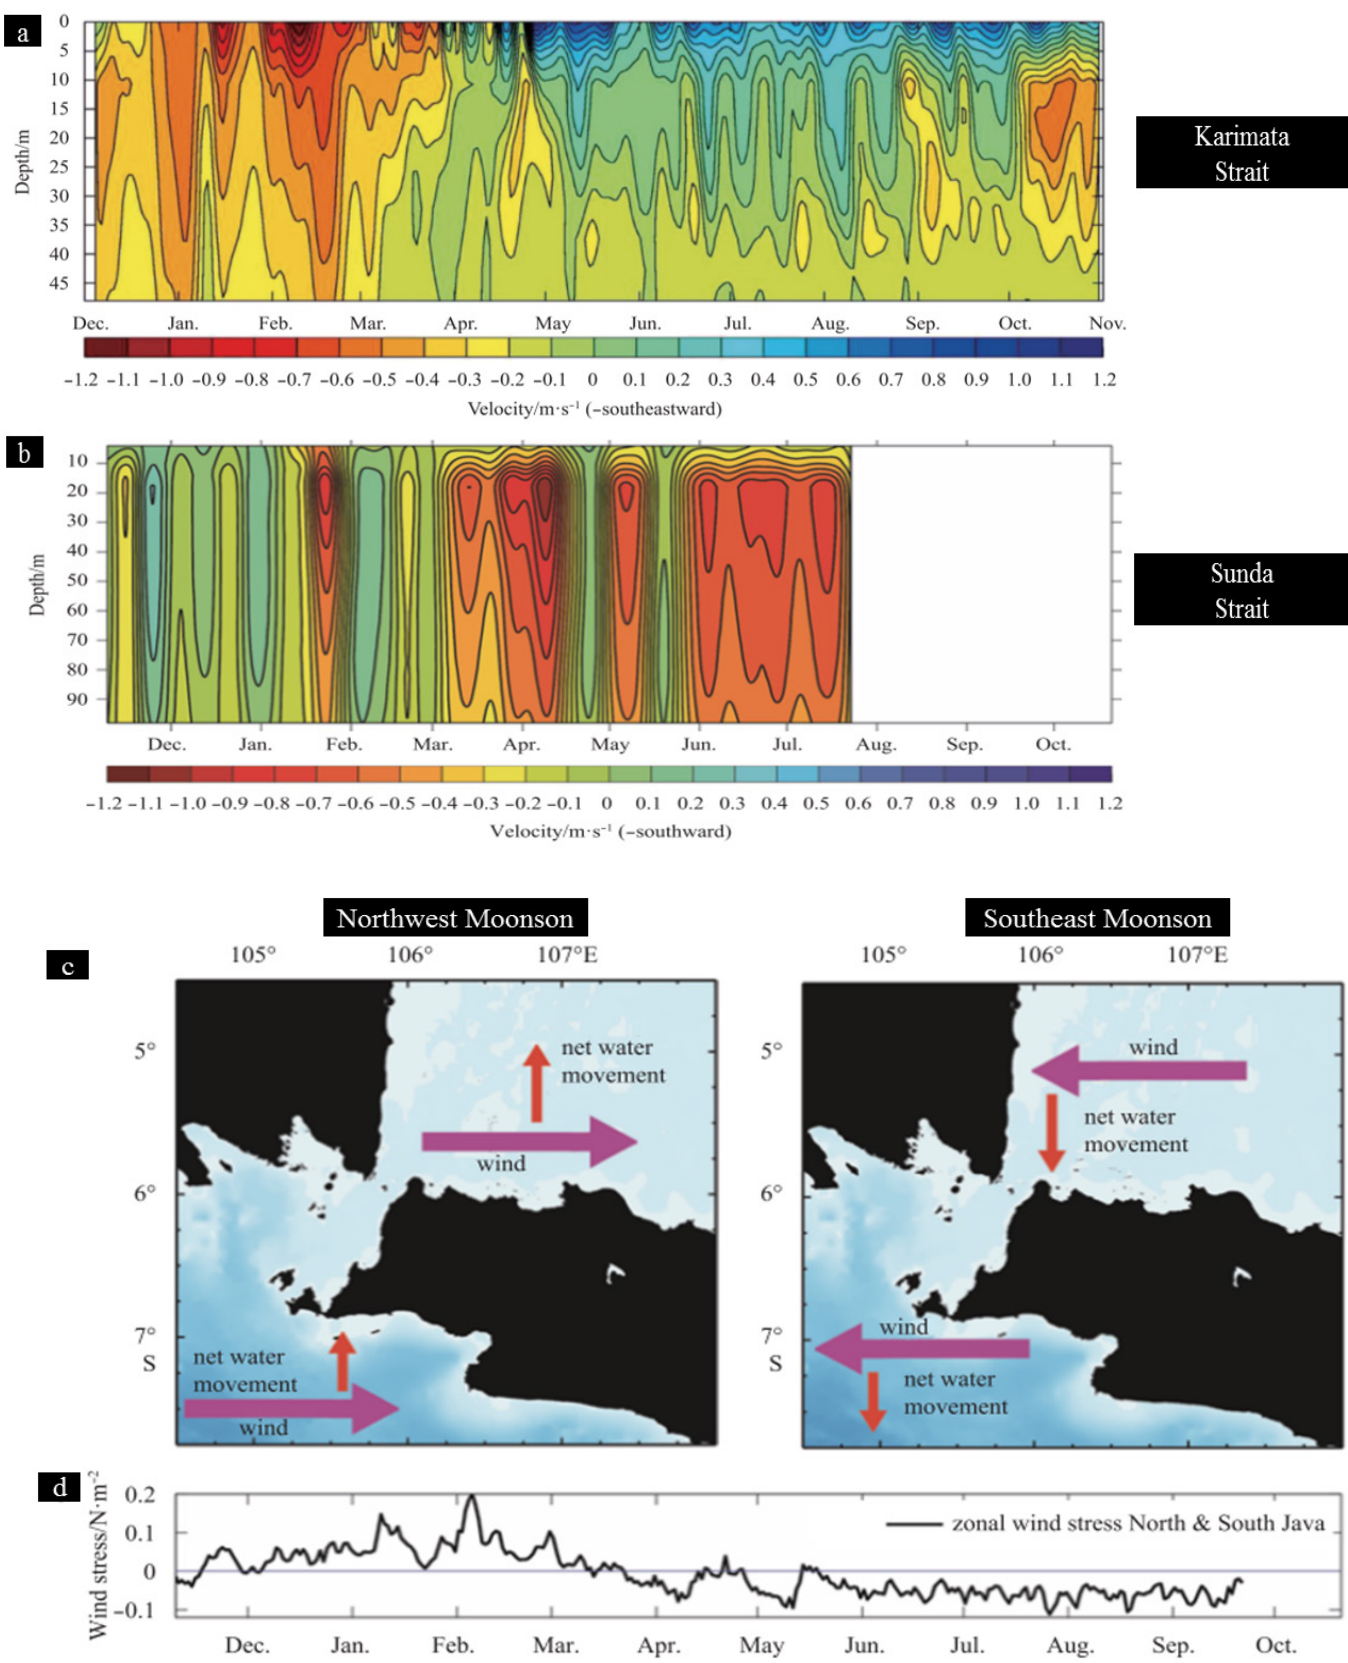 a
0
5
10
15
20
25
30
35
40
45
Depth/m
Karimata
Strait
Dec. Jan. Feb. Mar. Apr. May Jun. Jul. Aug. Sep. Oct. Nov.
−1.2 −1.1 −1.0 −0.9 −0.8 −0.7 −0.6 −0.5 −0.4 −0.3 −0.2 −0.1 0 0.1 0.2 0.3 0.4 0.5 0.6 0.7 0.8 0.9 1.0 1.1 1.2
Velocity/m·s⁻¹ (−southeastward)
b
10
20
30
40
50
60
70
80
90
Depth/m
Sunda
Strait
Dec. Jan. Feb. Mar. Apr. May Jun. Jul. Aug. Sep. Oct.
−1.2 −1.1 −1.0 −0.9 −0.8 −0.7 −0.6 −0.5 −0.4 −0.3 −0.2 −0.1 0 0.1 0.2 0.3 0.4 0.5 0.6 0.7 0.8 0.9 1.0 1.1 1.2
Velocity/m·s⁻¹ (−southward)
c
Northwest Moonson
105° 106° 107°E
5°
6°
7°
S
net water
movement
wind
net water
movement
wind
Southeast Moonson
105° 106° 107°E
5°
6°
7°
S
wind
net water
movement
wind
net water
movement
d
Wind stress/N·m⁻²
0.2
0.1
0
−0.1
zonal wind stress North & South Java
Dec. Jan. Feb. Mar. Apr. May Jun. Jul. Aug. Sep. Oct.